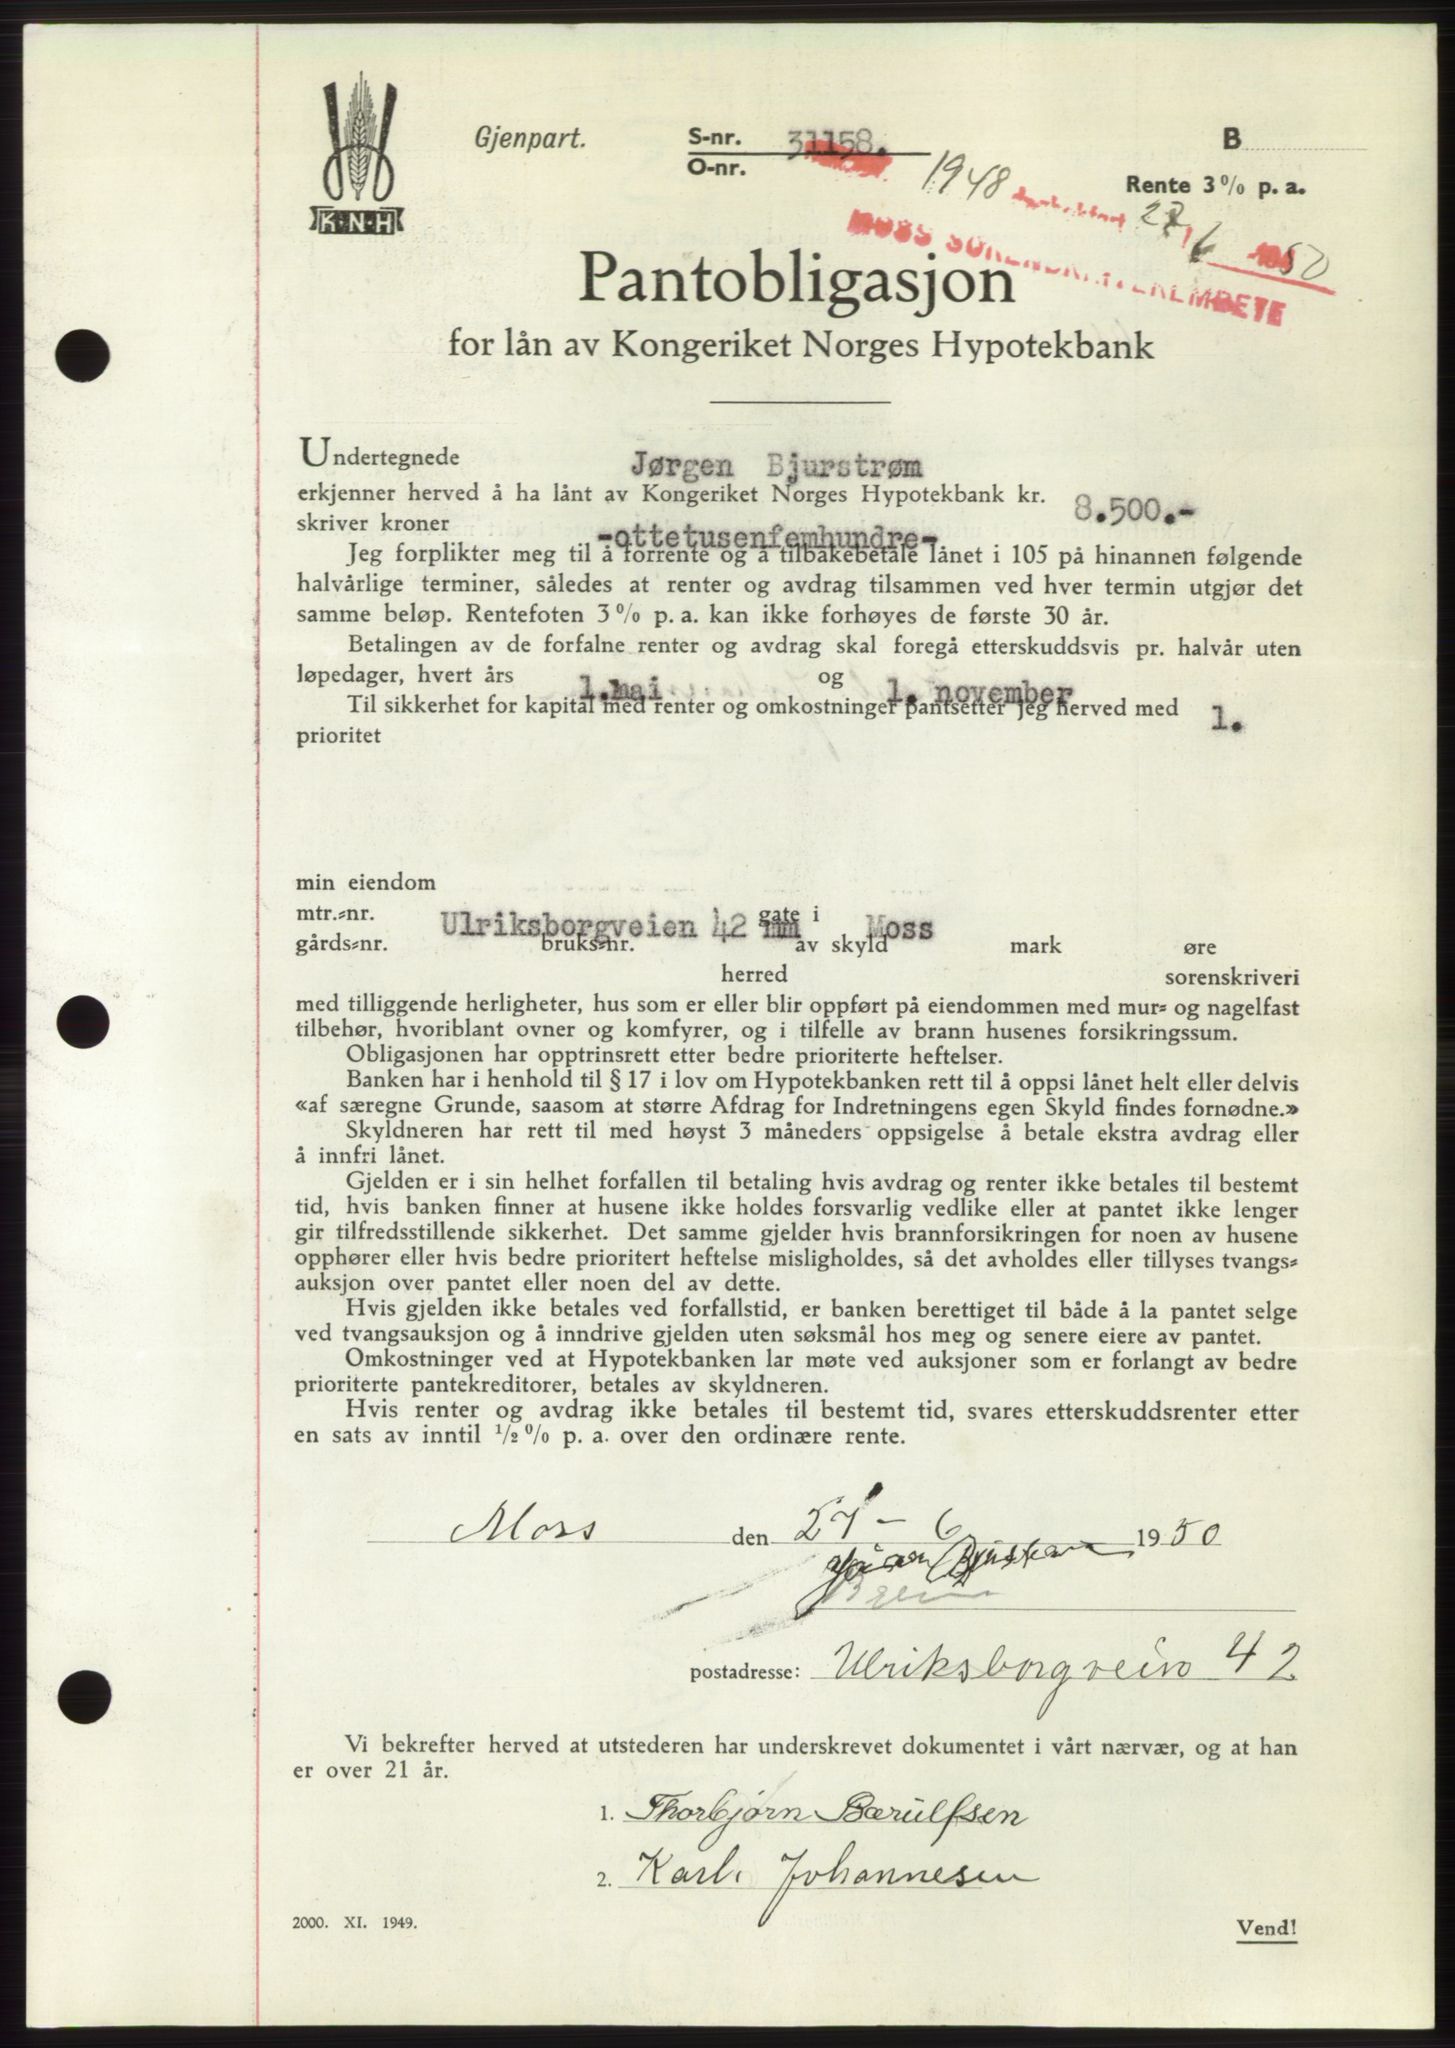 K·N·H
Gjenpart.
S-nr. 31158.
O-nr.
B
1948
Rente 3 % p. a.
27/6 1950
MOSS SORENSKRIVEREMBETE
Pantobligasjon
for lån av Kongeriket Norges Hypotekbank
Undertegnede Jørgen Bjurstrøm
erkjenner herved å ha lånt av Kongeriket Norges Hypotekbank kr. 8.500.-
skriver kroner -ottetusenfemhundre-
Jeg forplikter meg til å forrente og å tilbakebetale lånet i 105 på hinannen følgende
halvårlige terminer, således at renter og avdrag tilsammen ved hver termin utgjør det
samme beløp. Rentefoten 3 % p. a. kan ikke forhøyes de første 30 år.
Betalingen av de forfalne renter og avdrag skal foregå etterskuddsvis pr. halvår uten
løpedager, hvert års 1.mai og 1. november
Til sikkerhet for kapital med renter og omkostninger pantsetter jeg herved med 1.
prioritet
min eiendom
mtr.-nr. Ulriksborgveien 42 gate i Moss
gårds-nr. bruks-nr. av skyld mark øre
herred sorenskriveri
med tilliggende herligheter, hus som er eller blir oppført på eiendommen med mur- og nagelfast
tilbehør, hvoriblant ovner og komfyrer, og i tilfelle av brann husenes forsikringssum.
Obligasjonen har opptrinsrett etter bedre prioriterte heftelser.
Banken har i henhold til § 17 i lov om Hypotekbanken rett til å oppsi lånet helt eller delvis
«af særegne Grunde, saasom at større Afdrag for Indretningens egen Skyld findes fornødne.»
Skyldneren har rett til med høyst 3 måneders oppsigelse å betale ekstra avdrag eller
å innfri lånet.
Gjelden er i sin helhet forfallen til betaling hvis avdrag og renter ikke betales til bestemt
tid, hvis banken finner at husene ikke holdes forsvarlig vedlike eller at pantet ikke lenger
gir tilfredsstillende sikkerhet. Det samme gjelder hvis brannforsikringen for noen av husene
opphører eller hvis bedre prioritert heftelse misligholdes, så det avholdes eller tillyses tvangs-
auksjon over pantet eller noen del av dette.
Hvis gjelden ikke betales ved forfallstid, er banken berettiget til både å la pantet selge
ved tvangsauksjon og å inndrive gjelden uten søksmål hos meg og senere eiere av pantet.
Omkostninger ved at Hypotekbanken lar møte ved auksjoner som er forlangt av bedre
prioriterte pantekreditorer, betales av skyldneren.
Hvis renter og avdrag ikke betales til bestemt tid, svares etterskuddsrenter etter
en sats av inntil 1/2 % p. a. over den ordinære rente.
Moss den 27 - 6 1950
postadresse: Ulriksborgveien 42
Vi bekrefter herved at utstederen har underskrevet dokumentet i vårt nærvær, og at han
er over 21 år.
1. Thorbjørn Bærulfsen
2. Karl. Johannesen
2000. XI. 1949.
Vend!